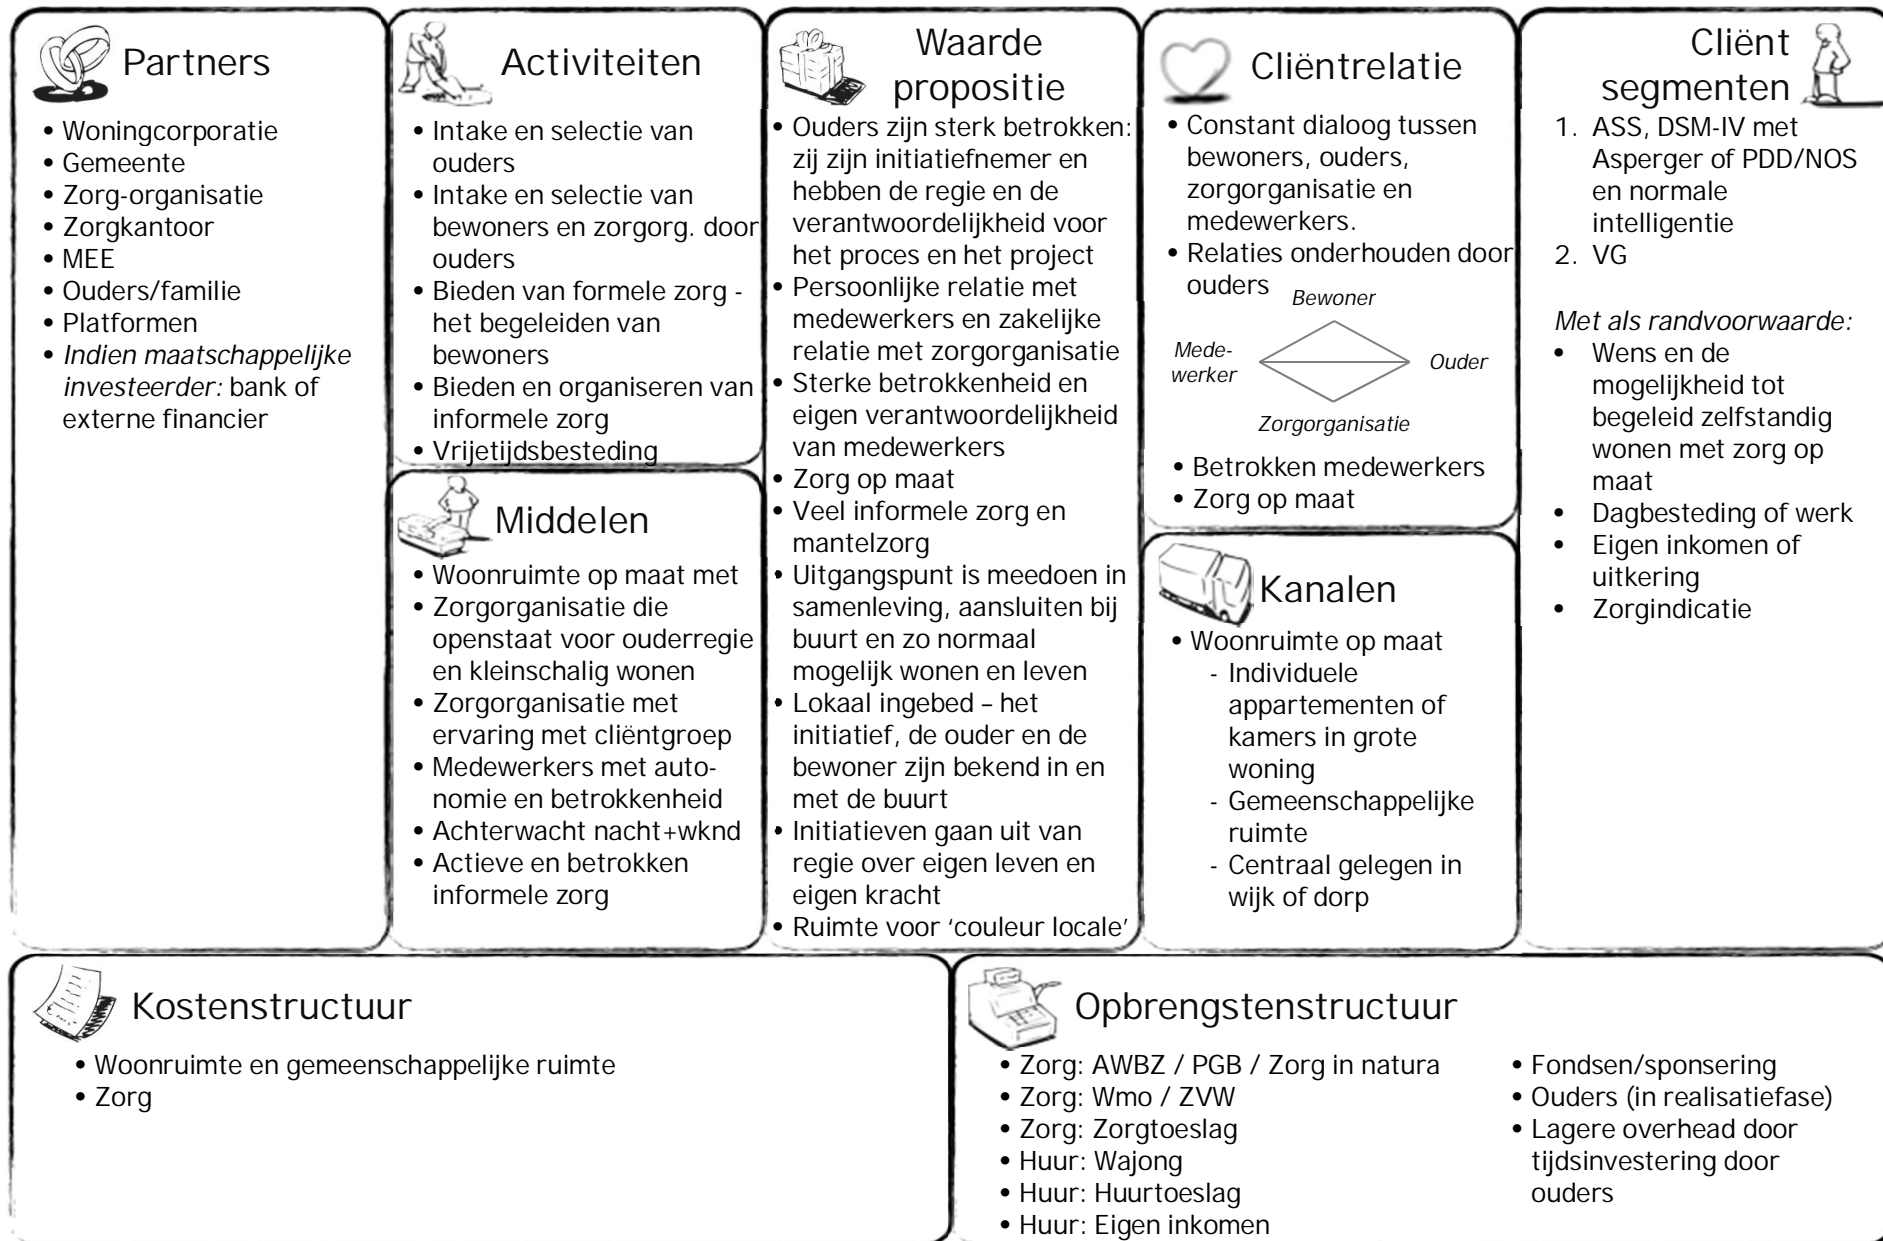 Partners
• Woningcorporatie
• Gemeente
• Zorg-organisatie
• Zorgkantoor
• MEE
• Ouders/familie
• Platformen
• Indien maatschappelijke
investeerder: bank of
externe financier
Activiteiten
• Intake en selectie van
ouders
• Intake en selectie van
bewoners en zorgorg. door
ouders
• Bieden van formele zorg -
het begeleiden van
bewoners
• Bieden en organiseren van
informele zorg
• Vrijetijdsbesteding
Middelen
• Woonruimte op maat met
• Zorgorganisatie die
openstaat voor ouderregie
en kleinschalig wonen
• Zorgorganisatie met
ervaring met cliëntgroep
• Medewerkers met auto-
nomie en betrokkenheid
• Achterwacht nacht+wknd
• Actieve en betrokken
informele zorg
Waarde
propositie
• Ouders zijn sterk betrokken:
zij zijn initiatiefnemer en
hebben de regie en de
verantwoordelijkheid voor
het proces en het project
• Persoonlijke relatie met
medewerkers en zakelijke
relatie met zorgorganisatie
• Sterke betrokkenheid en
eigen verantwoordelijkheid
van medewerkers
• Zorg op maat
• Veel informele zorg en
mantelzorg
• Uitgangspunt is meedoen in
samenleving, aansluiten bij
buurt en zo normaal
mogelijk wonen en leven
• Lokaal ingebed – het
initiatief, de ouder en de
bewoner zijn bekend in en
met de buurt
• Initiatieven gaan uit van
regie over eigen leven en
eigen kracht
• Ruimte voor ‘couleur locale’
Cliëntrelatie
• Constant dialoog tussen
bewoners, ouders,
zorgorganisatie en
medewerkers.
• Relaties onderhouden door
ouders
Bewoner
Mede-
werker
Ouder
Zorgorganisatie
• Betrokken medewerkers
• Zorg op maat
Kanalen
• Woonruimte op maat
- Individuele
appartementen of
kamers in grote
woning
- Gemeenschappelijke
ruimte
- Centraal gelegen in
wijk of dorp
Cliënt
segmenten
1. ASS, DSM-IV met
Asperger of PDD/NOS
en normale
intelligentie
2. VG
Met als randvoorwaarde:
• Wens en de
mogelijkheid tot
begeleid zelfstandig
wonen met zorg op
maat
• Dagbesteding of werk
• Eigen inkomen of
uitkering
• Zorgindicatie
Kostenstructuur
• Woonruimte en gemeenschappelijke ruimte
• Zorg
Opbrengstenstructuur
• Zorg: AWBZ / PGB / Zorg in natura
• Zorg: Wmo / ZVW
• Zorg: Zorgtoeslag
• Huur: Wajong
• Huur: Huurtoeslag
• Huur: Eigen inkomen
• Fondsen/sponsering
• Ouders (in realisatiefase)
• Lagere overhead door
tijdsinvestering door
ouders